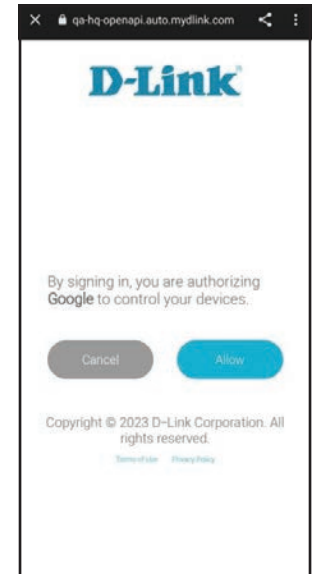 qa-hq-openapi.auto.mydlink.com
D-Link
By signing in, you are authorizing
Google to control your devices.
Cancel Allow
Copyright © 2023 D-Link Corporation. All
rights reserved.
Terms of Use Privacy Policy